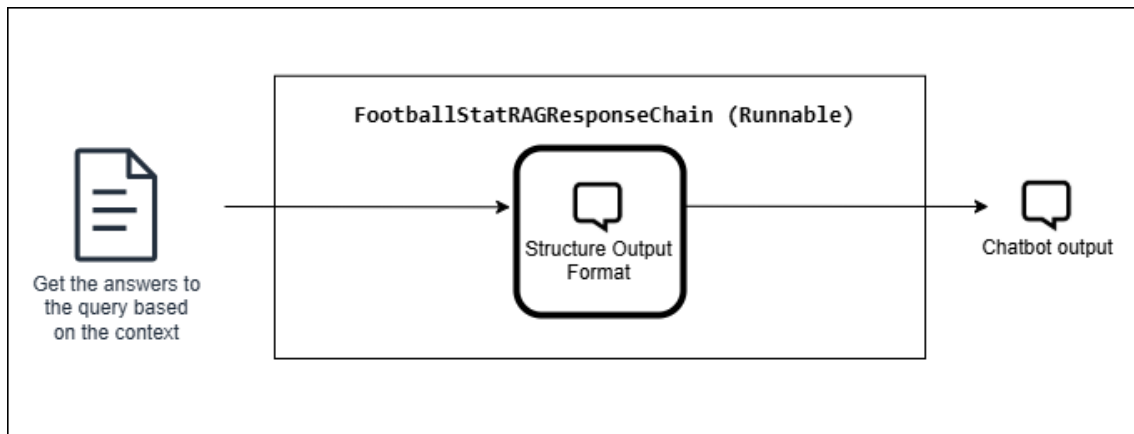 FootballStatRAGResponseChain (Runnable)
Get the answers to
the query based
on the context
Structure Output
Format
Chatbot output